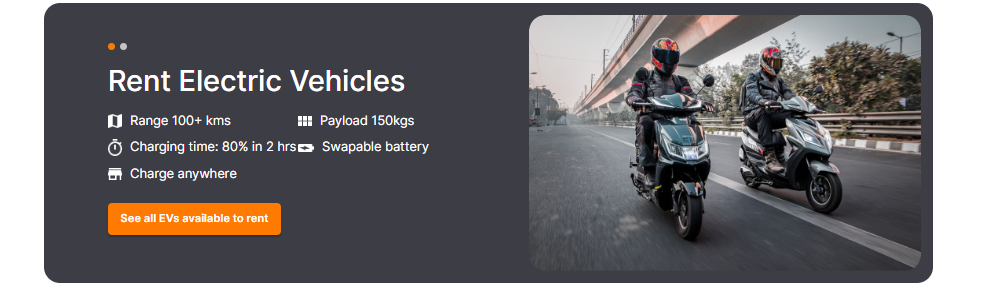 Rent Electric Vehicles
Range 100+ kms
Payload 150kgs
Charging time: 80% in 2 hrs
Swapable battery
Charge anywhere
See all EVs available to rent